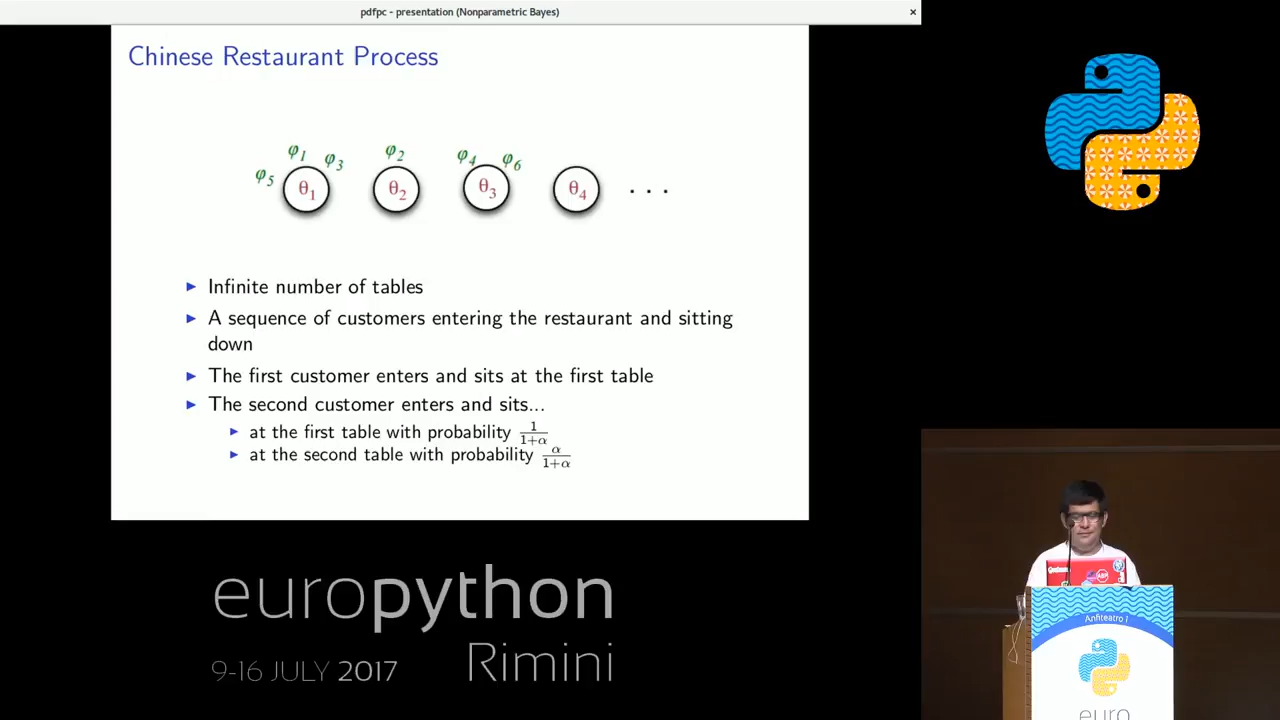 pdfpc - presentation (Nonparametric Bayes) ×
Chinese Restaurant Process
φ1 φ3 φ2 φ4 φ6
φ5 θ1 θ2 θ3 θ4 . . .
► Infinite number of tables
► A sequence of customers entering the restaurant and sitting
down
► The first customer enters and sits at the first table
► The second customer enters and sits...
► at the first table with probability 1/1+α
► at the second table with probability α/1+α
europython
Rimini
9-16 JULY 2017
Anfiteatro 1
euro